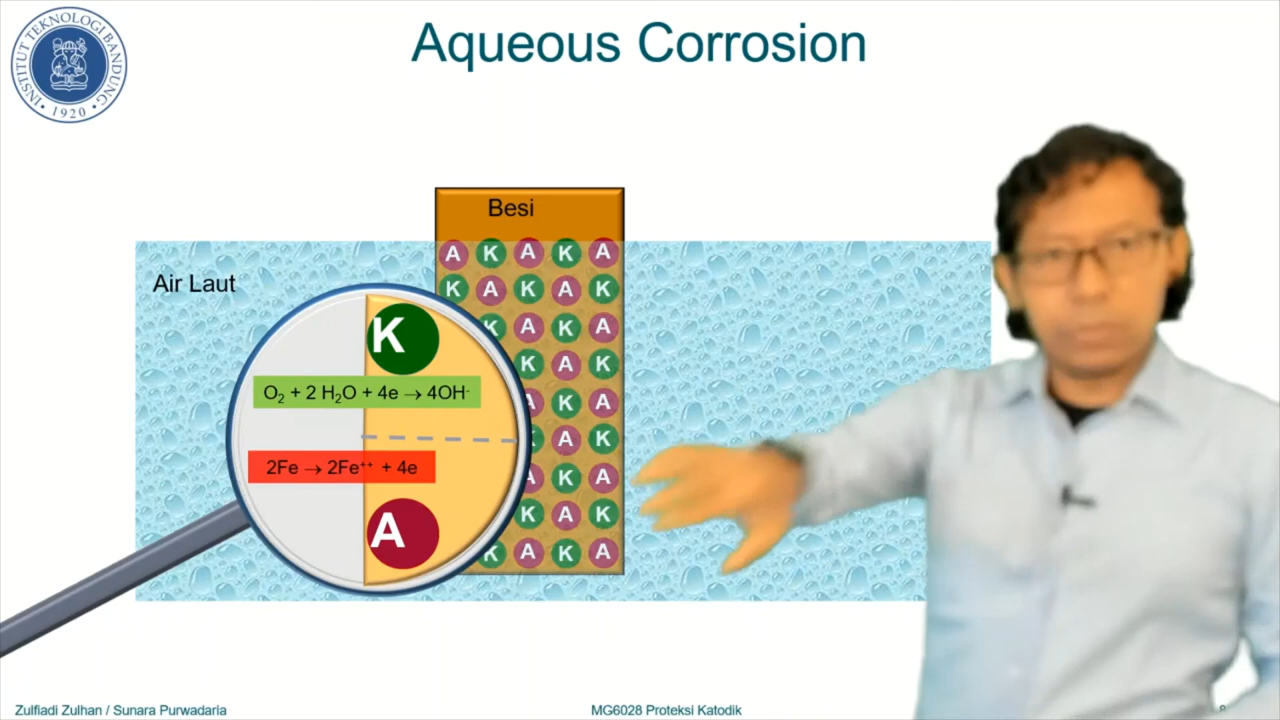 Aqueous Corrosion
INSTITUT TEKNOLOGI BANDUNG
• 1920 •
Besi
A K A K A
Air Laut
K A K A K
K A K A
K
K A K
O₂ + 2 H₂O + 4e → 4OH⁻
A K A
K A K
2Fe → 2Fe⁺⁺ + 4e
A K A
K A K
A
K A K A
Zulfiadi Zulhan / Sunara Purwadaria
MG6028 Proteksi Katodik